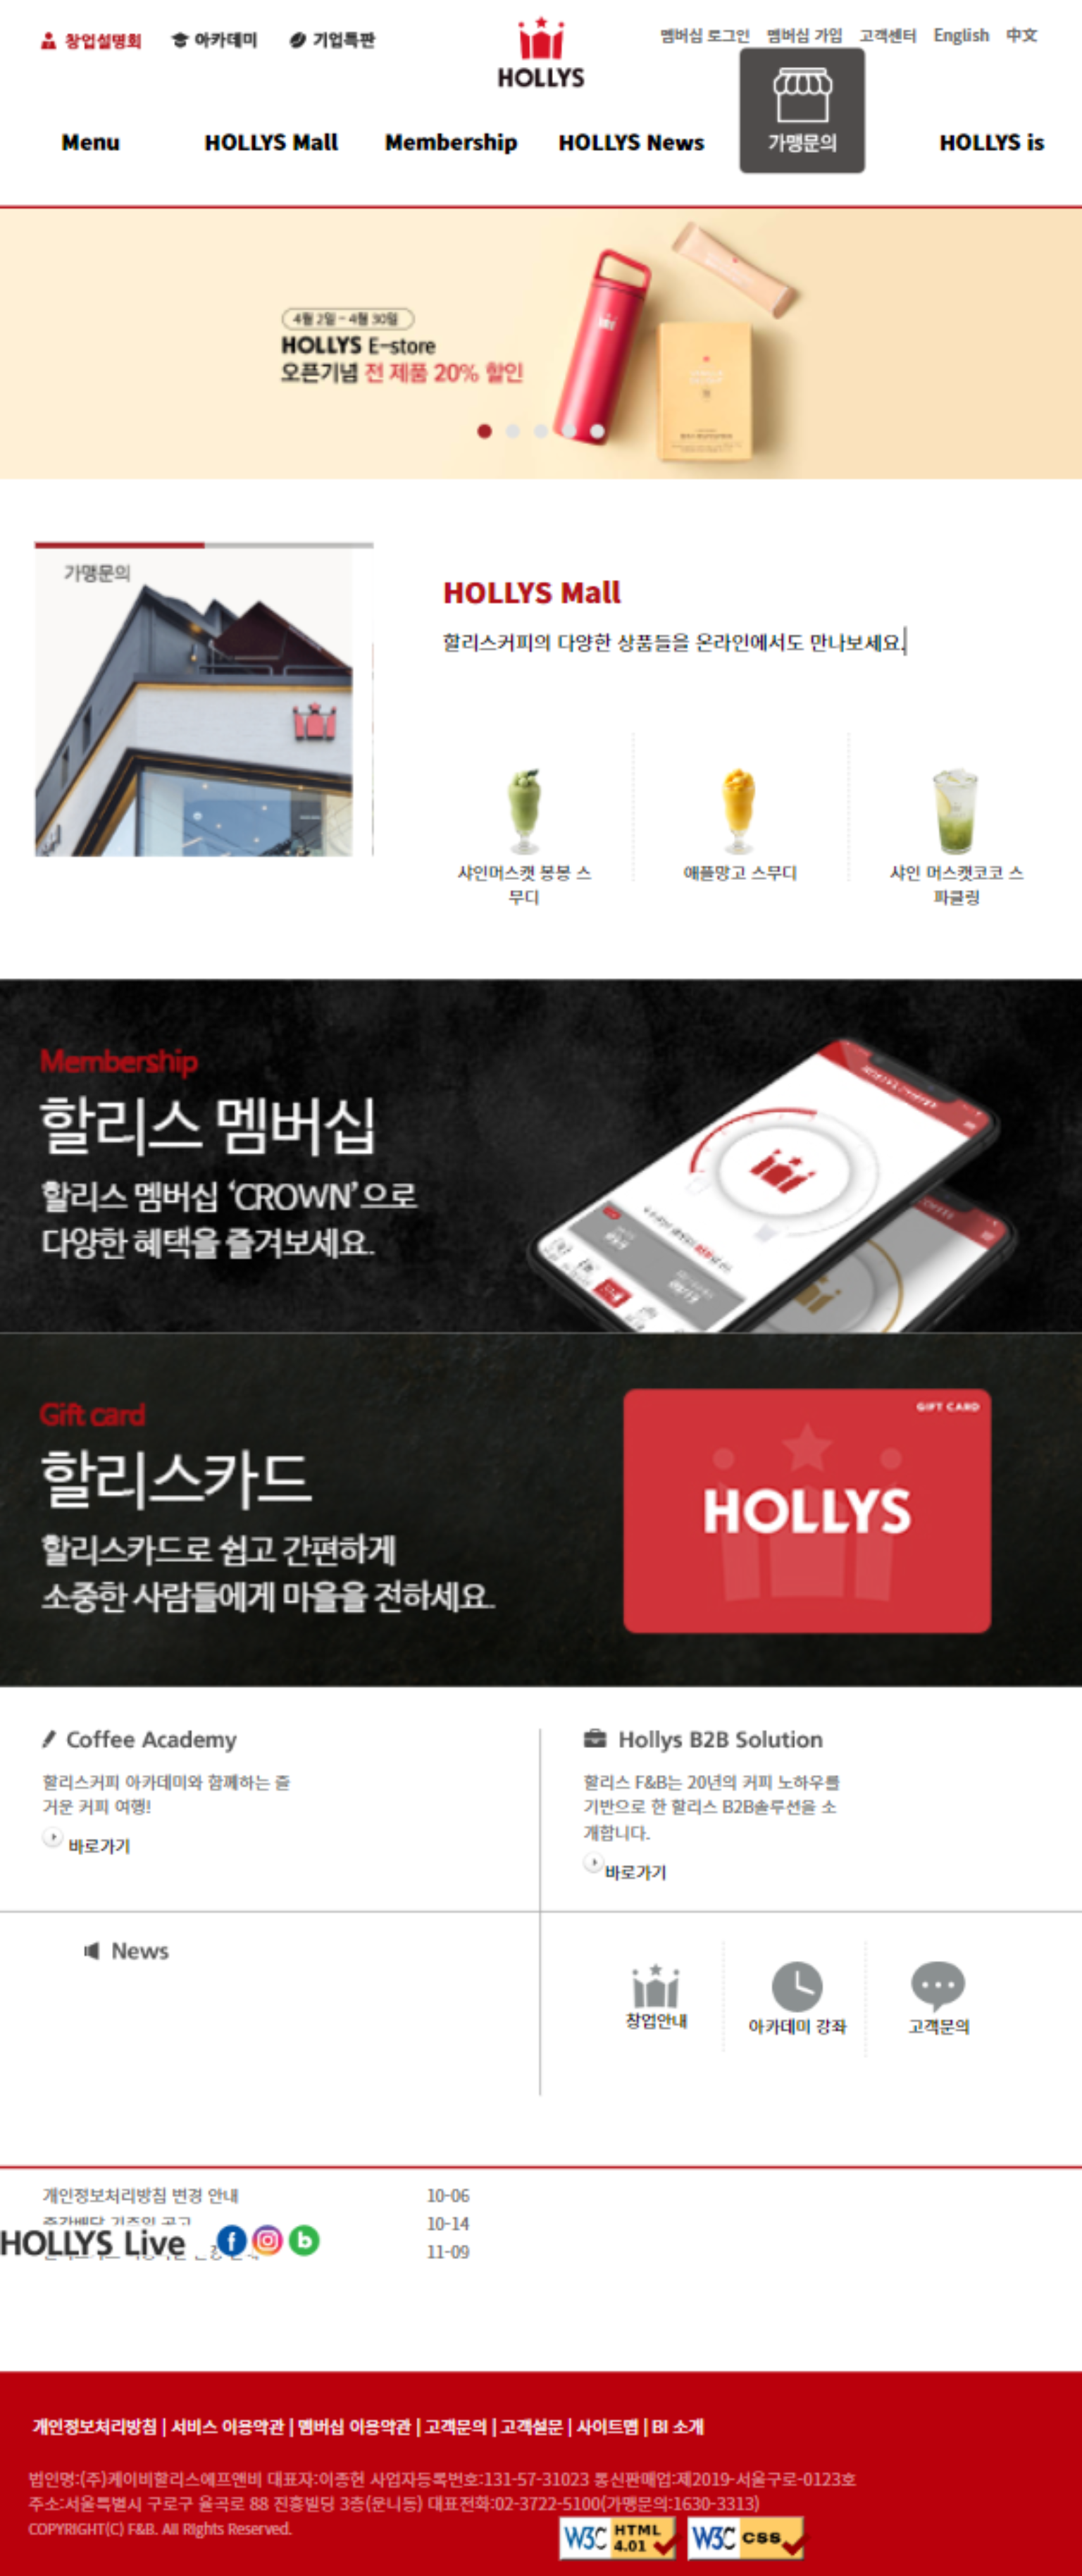 창업설명회 아카데미 기업특판
HOLLYS
멤버십 로그인 멤버십 가입 고객센터 English 中文
Menu HOLLYS Mall Membership HOLLYS News 가맹문의 HOLLYS is
4월 2일 - 4월 30일
HOLLYS E-store
오픈기념 전 제품 20% 할인
가맹문의
HOLLYS Mall
할리스커피의 다양한 상품들을 온라인에서도 만나보세요.
샤인머스캣 봉봉 스
무디
애플망고 스무디
샤인 머스캣코코 스
파클링
Membership
할리스 멤버십
할리스 멤버십 ‘CROWN’으로
다양한 혜택을 즐겨보세요.
Gift card
할리스카드
할리스카드로 쉽고 간편하게
소중한 사람들에게 마을을 전하세요.
GIFT CARD
HOLLYS
Coffee Academy
할리스커피 아카데미와 함께하는 즐
거운 커피 여행!
바로가기
Hollys B2B Solution
할리스 F&B는 20년의 커피 노하우를
기반으로 한 할리스 B2B솔루션을 소
개합니다.
바로가기
News
창업안내
아카데미 강좌
고객문의
개인정보처리방침 변경 안내 10-06
중간배당 기준일 공고 10-14
11-09
HOLLYS Live
개인정보처리방침 | 서비스 이용약관 | 멤버십 이용약관 | 고객문의 | 고객설문 | 사이트맵 | BI 소개
법인명:(주)케이비할리스에프앤비 대표자:이종현 사업자등록번호:131-57-31023 통신판매업:제2019-서울구로-0123호
주소:서울특별시 구로구 율곡로 88 진흥빌딩 3층(운니동) 대표전화:02-3722-5100(가맹문의:1630-3313)
COPYRIGHT(C) F&B. All Rights Reserved.
W3C HTML 4.01
W3C CSS